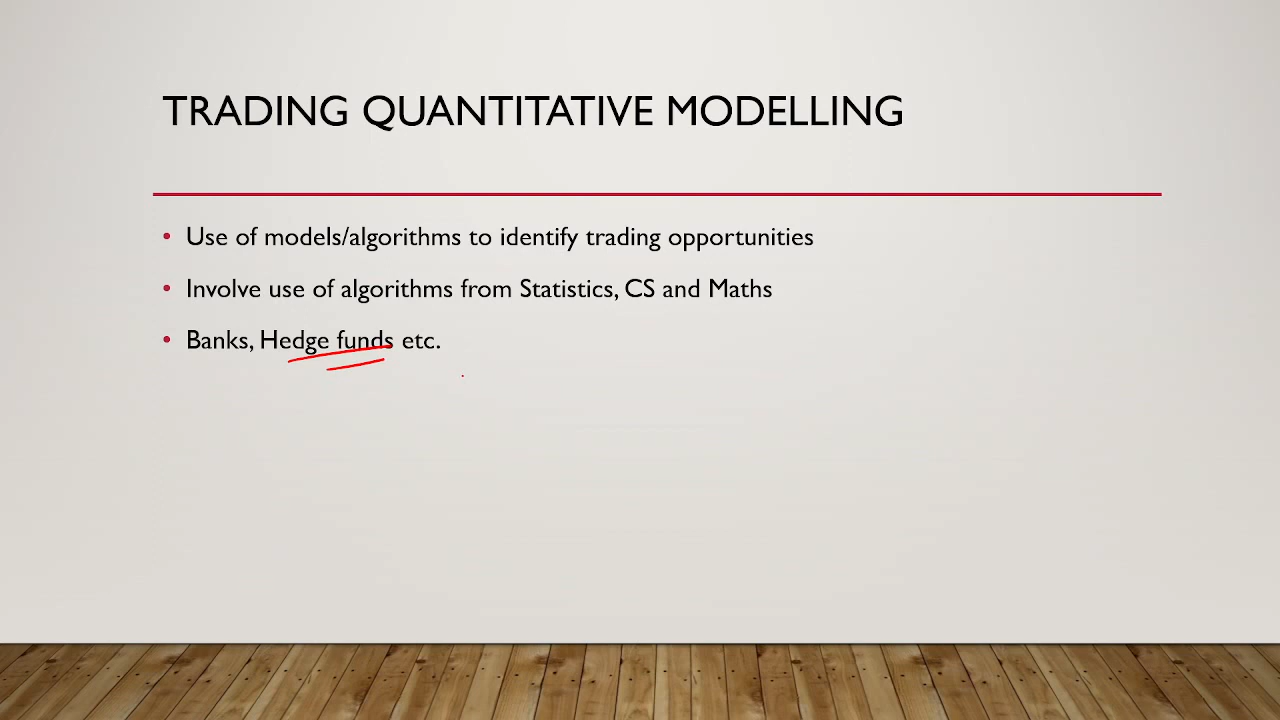 TRADING QUANTITATIVE MODELLING
• Use of models/algorithms to identify trading opportunities
• Involve use of algorithms from Statistics, CS and Maths
• Banks, Hedge funds etc.